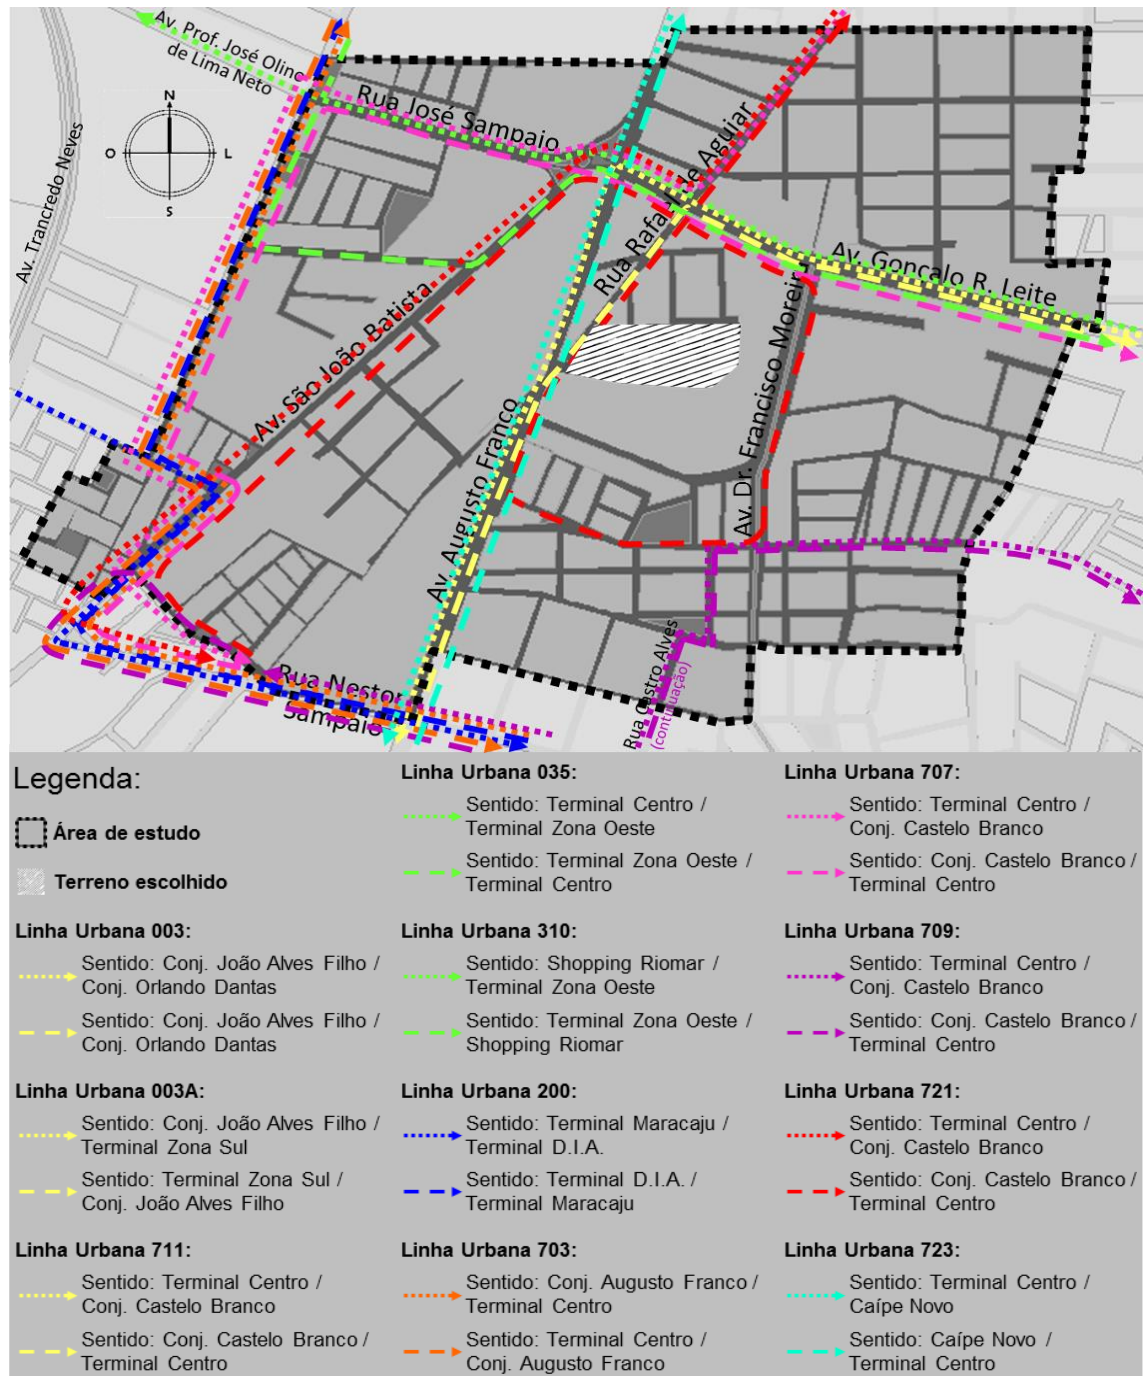 Av. Prof. José Olino
de Lima Neto
Av. Trancredo Neves
N
O
L
S
Rua José Sampaio
Rua Rafael de Aguiar
Av. Gonçalo R. Leite
Av. São João Batista
Av. Augusto Franco
Av. Dr. Francisco Moreir
Rua Nestor
Sampaio
Rua Castro Alves
(continuação)
Legenda:
Área de estudo
Terreno escolhido
Linha Urbana 003:
Sentido: Conj. João Alves Filho /
Conj. Orlando Dantas
Sentido: Conj. João Alves Filho /
Conj. Orlando Dantas
Linha Urbana 003A:
Sentido: Conj. João Alves Filho /
Terminal Zona Sul
Sentido: Terminal Zona Sul /
Conj. João Alves Filho
Linha Urbana 711:
Sentido: Terminal Centro /
Conj. Castelo Branco
Sentido: Conj. Castelo Branco /
Terminal Centro
Linha Urbana 035:
Sentido: Terminal Centro /
Terminal Zona Oeste
Sentido: Terminal Zona Oeste /
Terminal Centro
Linha Urbana 310:
Sentido: Shopping Riomar /
Terminal Zona Oeste
Sentido: Terminal Zona Oeste /
Shopping Riomar
Linha Urbana 200:
Sentido: Terminal Maracaju /
Terminal D.I.A.
Sentido: Terminal D.I.A. /
Terminal Maracaju
Linha Urbana 703:
Sentido: Conj. Augusto Franco /
Terminal Centro
Sentido: Terminal Centro /
Conj. Augusto Franco
Linha Urbana 707:
Sentido: Terminal Centro /
Conj. Castelo Branco
Sentido: Conj. Castelo Branco /
Terminal Centro
Linha Urbana 709:
Sentido: Terminal Centro /
Conj. Castelo Branco
Sentido: Conj. Castelo Branco /
Terminal Centro
Linha Urbana 721:
Sentido: Terminal Centro /
Conj. Castelo Branco
Sentido: Conj. Castelo Branco /
Terminal Centro
Linha Urbana 723:
Sentido: Terminal Centro /
Caípe Novo
Sentido: Caípe Novo /
Terminal Centro